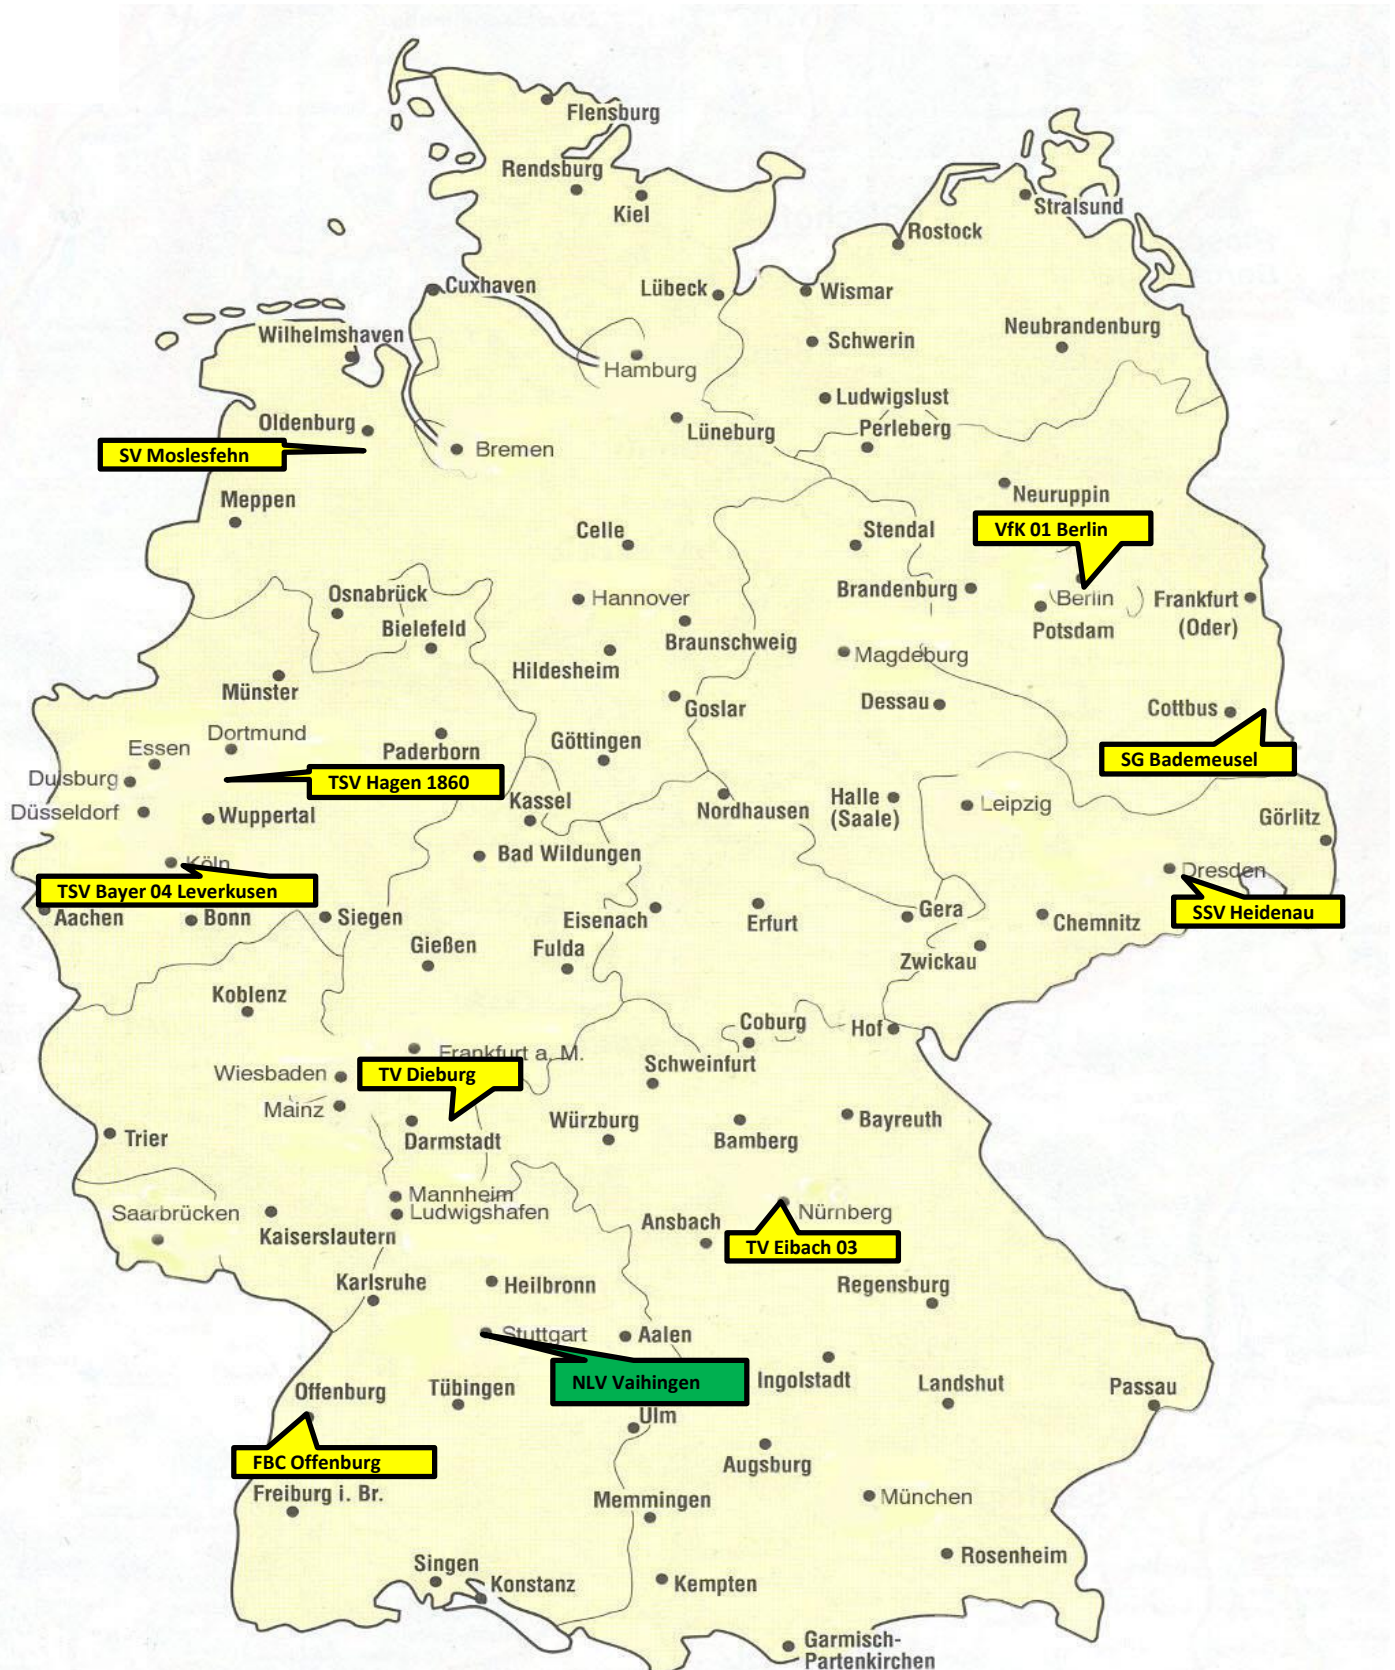 Flensburg
Rendsburg
Kiel
Stralsund
Rostock
Cuxhaven
Lübeck
Wismar
Wilhelmshaven
Schwerin
Neubrandenburg
Hamburg
Ludwigslust
Oldenburg
Lüneburg
Perleberg
SV Moslesfehn
Bremen
Meppen
Neuruppin
Celle
Stendal
VfK 01 Berlin
Osnabrück
Hannover
Brandenburg
Berlin
Frankfurt
(Oder)
Bielefeld
Braunschweig
Potsdam
Hildesheim
Magdeburg
Münster
Goslar
Dessau
Cottbus
Dortmund
Essen
Paderborn
Göttingen
SG Bademeusel
Duisburg
TSV Hagen 1860
Düsseldorf
Wuppertal
Kassel
Nordhausen
Halle
(Saale)
Leipzig
Görlitz
Köln
Bad Wildungen
Dresden
TSV Bayer 04 Leverkusen
Aachen
Bonn
Siegen
Eisenach
Erfurt
Gera
Chemnitz
SSV Heidenau
Gießen
Fulda
Zwickau
Koblenz
Coburg
Hof
Frankfurt a. M.
Wiesbaden
TV Dieburg
Schweinfurt
Mainz
Trier
Darmstadt
Würzburg
Bamberg
Bayreuth
Mannheim
Ludwigshafen
Saarbrücken
Kaiserslautern
Ansbach
Nürnberg
TV Eibach 03
Karlsruhe
Heilbronn
Regensburg
Stuttgart
Aalen
NLV Vaihingen
Offenburg
Tübingen
Ingolstadt
Landshut
Passau
Ulm
FBC Offenburg
Augsburg
Freiburg i. Br.
Memmingen
München
Singen
Konstanz
Kempten
Rosenheim
Garmisch-
Partenkirchen